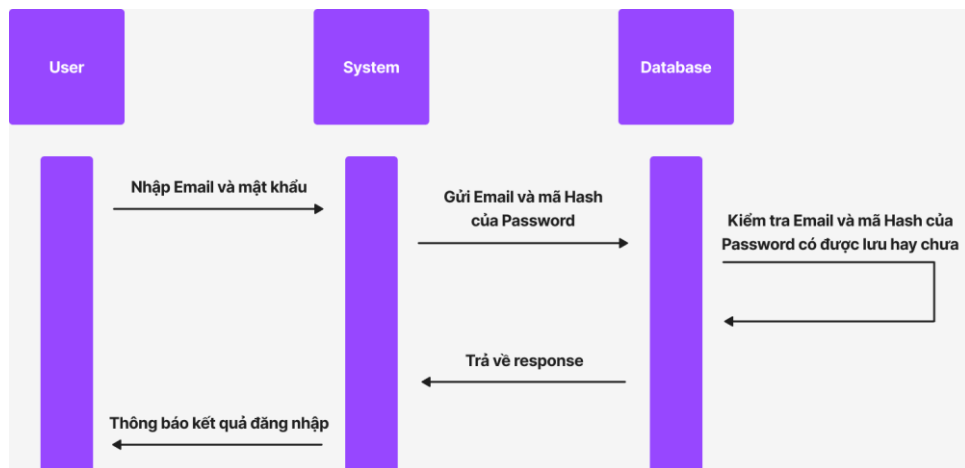 User
System
Database
Nhập Email và mật khẩu
Gửi Email và mã Hash
của Password
Kiểm tra Email và mã Hash của
Password có được lưu hay chưa
Trả về response
Thông báo kết quả đăng nhập